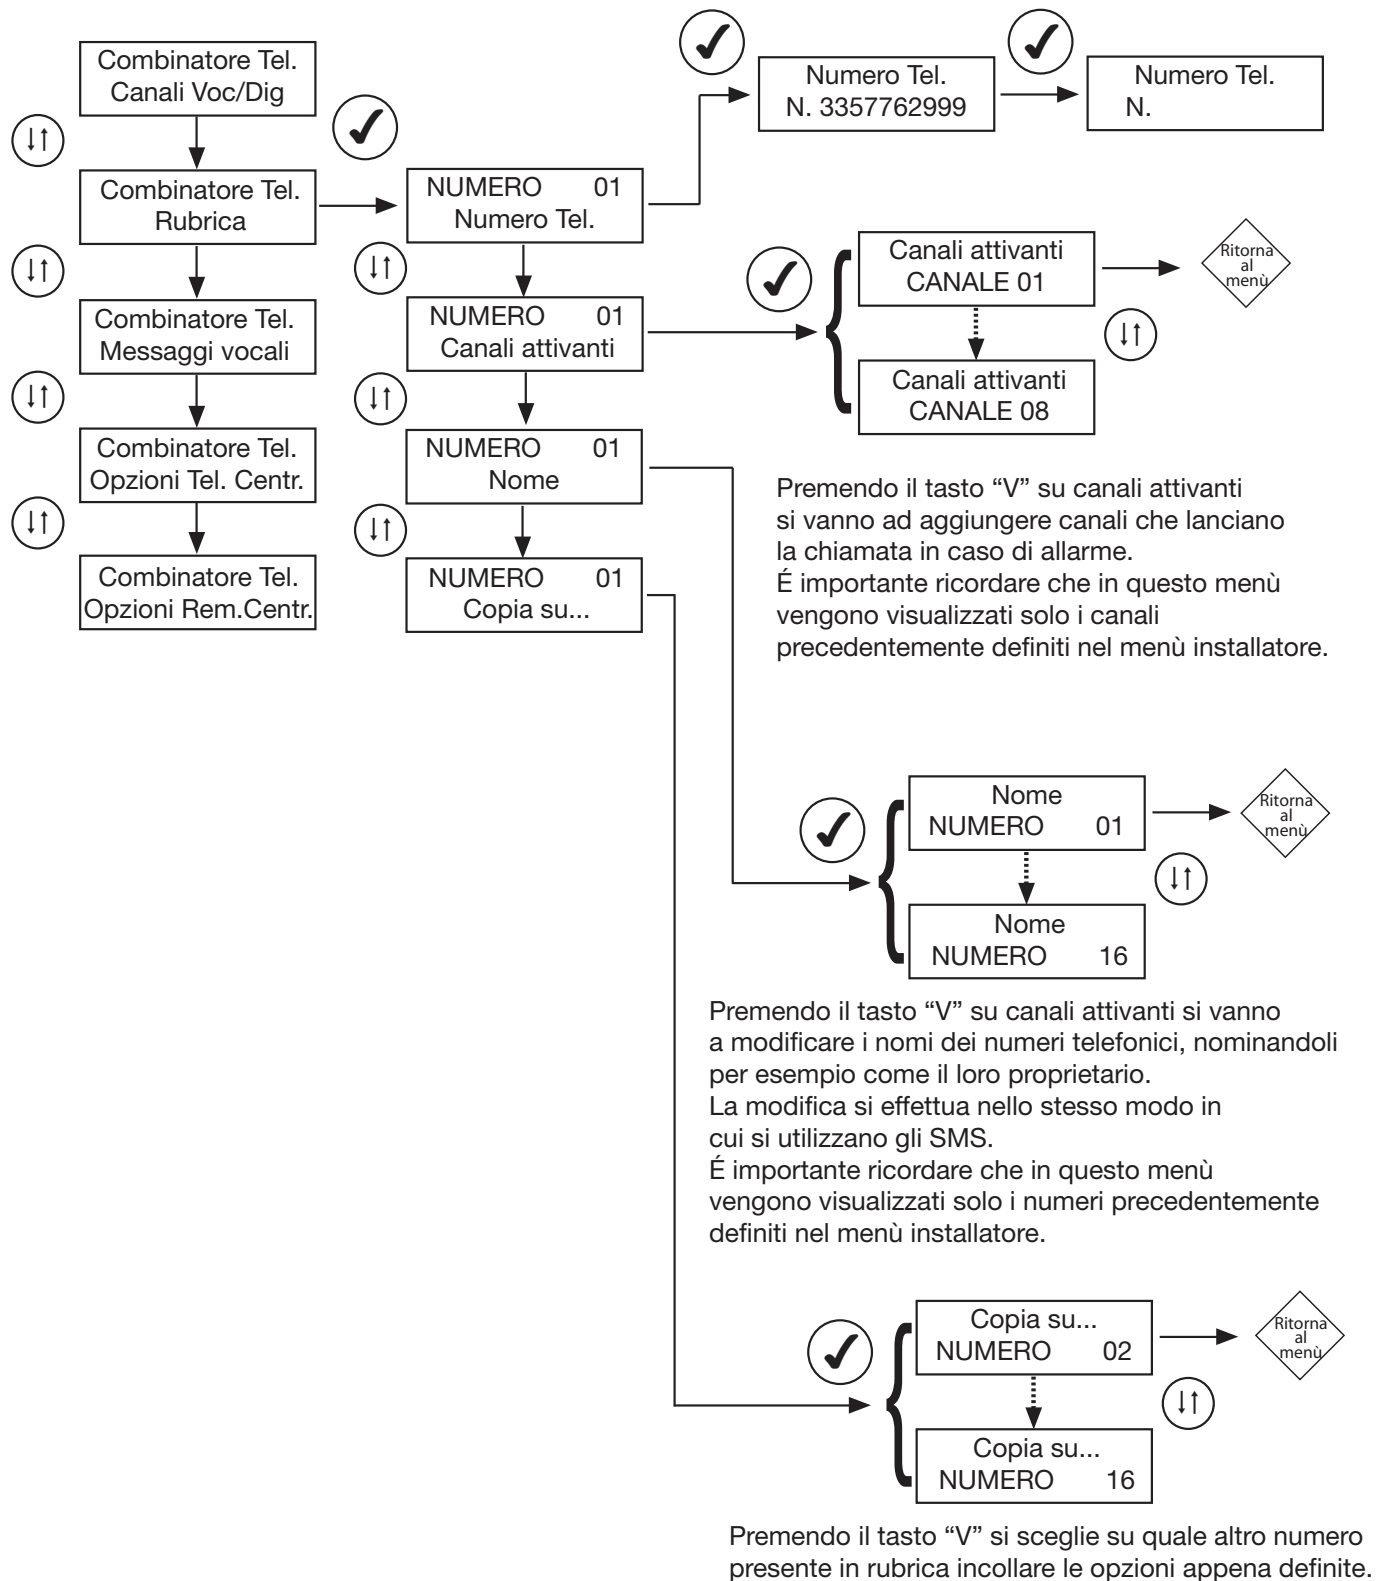 Combinatore Tel.
Canali Voc/Dig
Combinatore Tel.
Rubrica
Combinatore Tel.
Messaggi vocali
Combinatore Tel.
Opzioni Tel. Centr.
Combinatore Tel.
Opzioni Rem.Centr.
NUMERO 01
Numero Tel.
NUMERO 01
Canali attivanti
NUMERO 01
Nome
NUMERO 01
Copia su...
Numero Tel.
N. 3357762999
Numero Tel.
N.
Canali attivanti
CANALE 01
Ritorna
al
menù
Canali attivanti
CANALE 08
Premendo il tasto “V” su canali attivanti
si vanno ad aggiungere canali che lanciano
la chiamata in caso di allarme.
É importante ricordare che in questo menù
vengono visualizzati solo i canali
precedentemente definiti nel menù installatore.
Nome
NUMERO 01
Ritorna
al
menù
Nome
NUMERO 16
Premendo il tasto “V” su canali attivanti si vanno
a modificare i nomi dei numeri telefonici, nominandoli
per esempio come il loro proprietario.
La modifica si effettua nello stesso modo in
cui si utilizzano gli SMS.
É importante ricordare che in questo menù
vengono visualizzati solo i numeri precedentemente
definiti nel menù installatore.
Copia su...
NUMERO 02
Ritorna
al
menù
Copia su...
NUMERO 16
Premendo il tasto “V” si sceglie su quale altro numero
presente in rubrica incollare le opzioni appena definite.